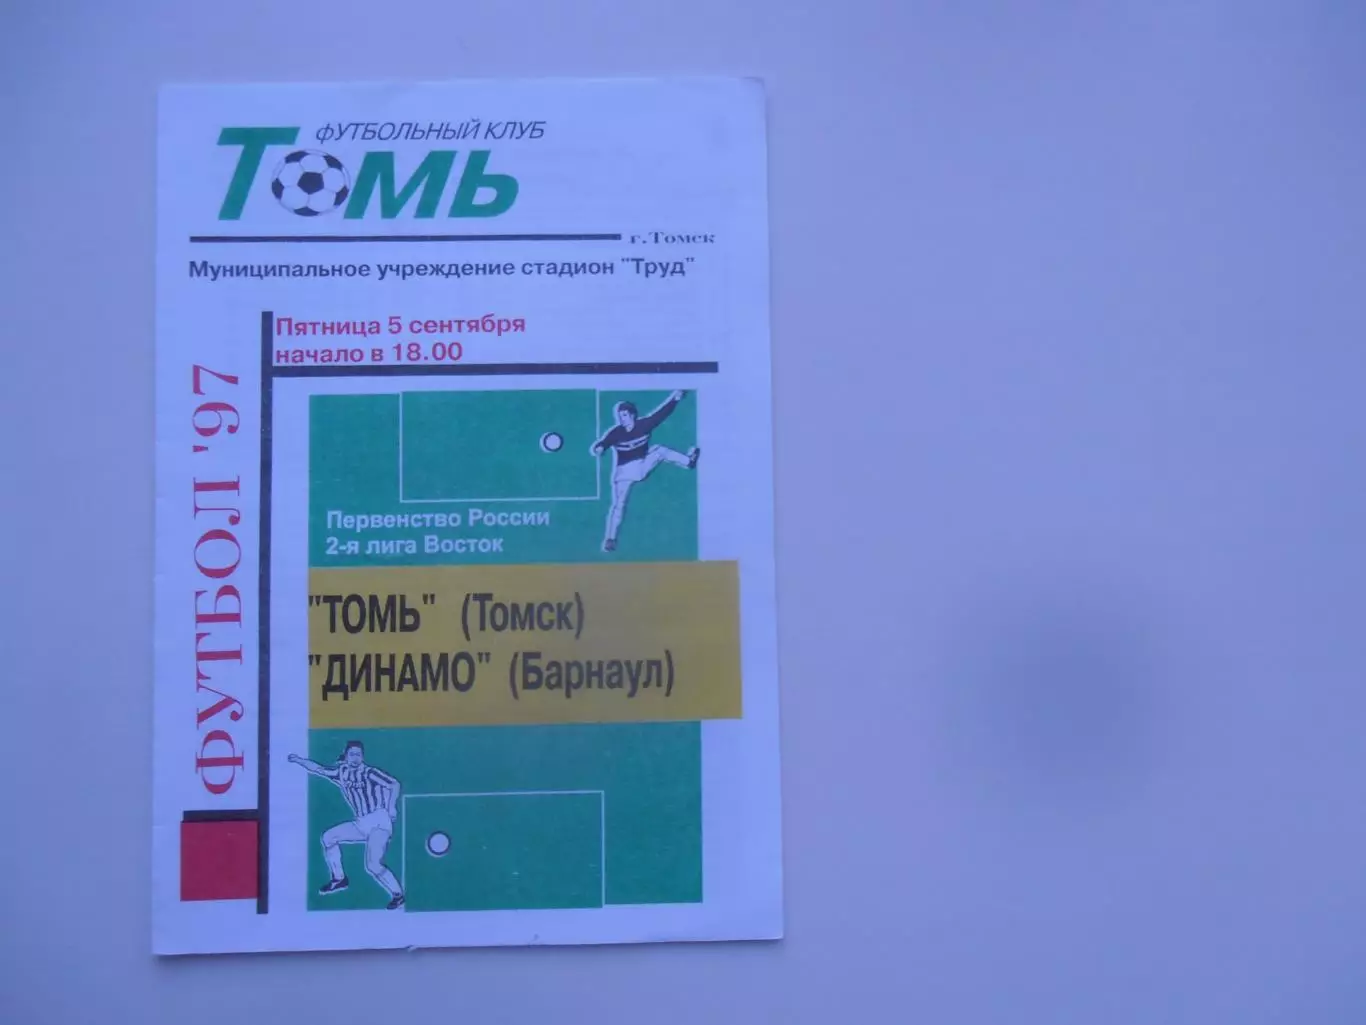 ФУТБОЛЬНЫЙ КЛУБ
Томь
г.Томск
Муниципальное учреждение стадион "Труд"
Пятница 5 сентября
начало в 18.00
ФУТБОЛ '97
Первенство России
2-я лига Восток
"ТОМЬ" (Томск)
"ДИНАМО" (Барнаул)